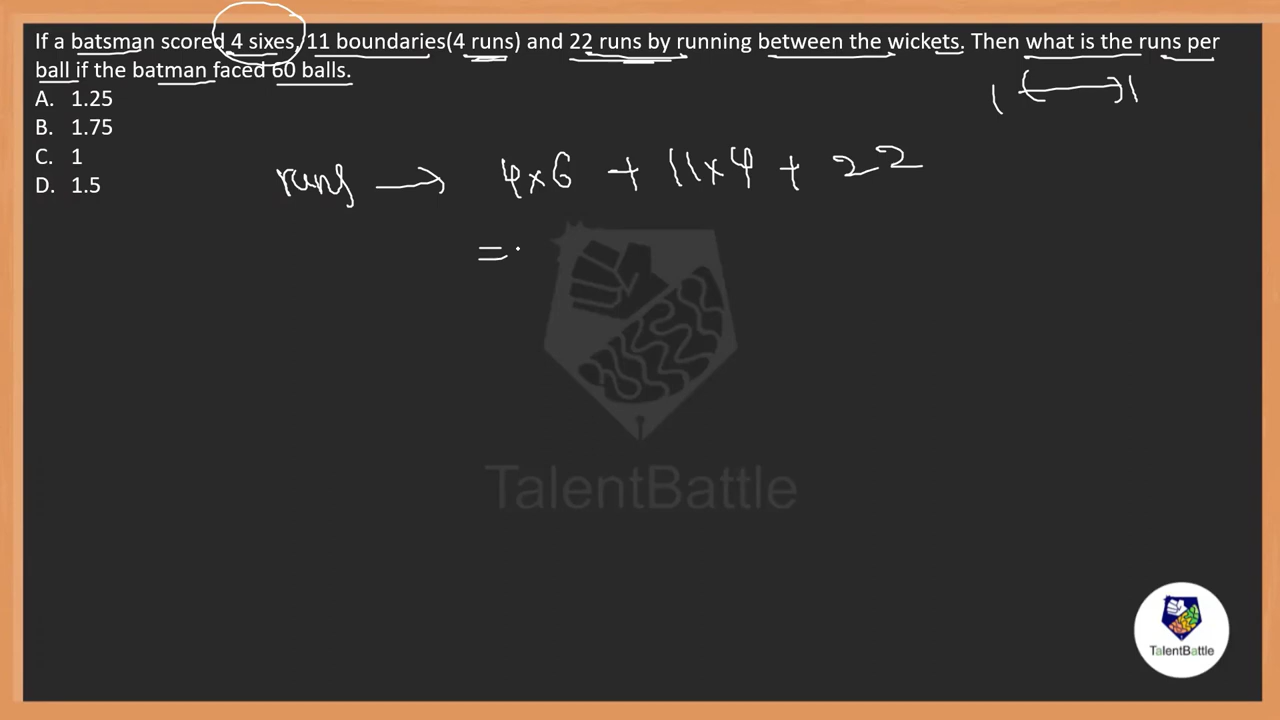 If a batsman scored 4 sixes, 11 boundaries(4 runs) and 22 runs by running between the wickets. Then what is the runs per
ball if the batman faced 60 balls.
A. 1.25
B. 1.75
C. 1
D. 1.5
runs → 4×6 + 11×4 + 22
=
TalentBattle
TalentBattle